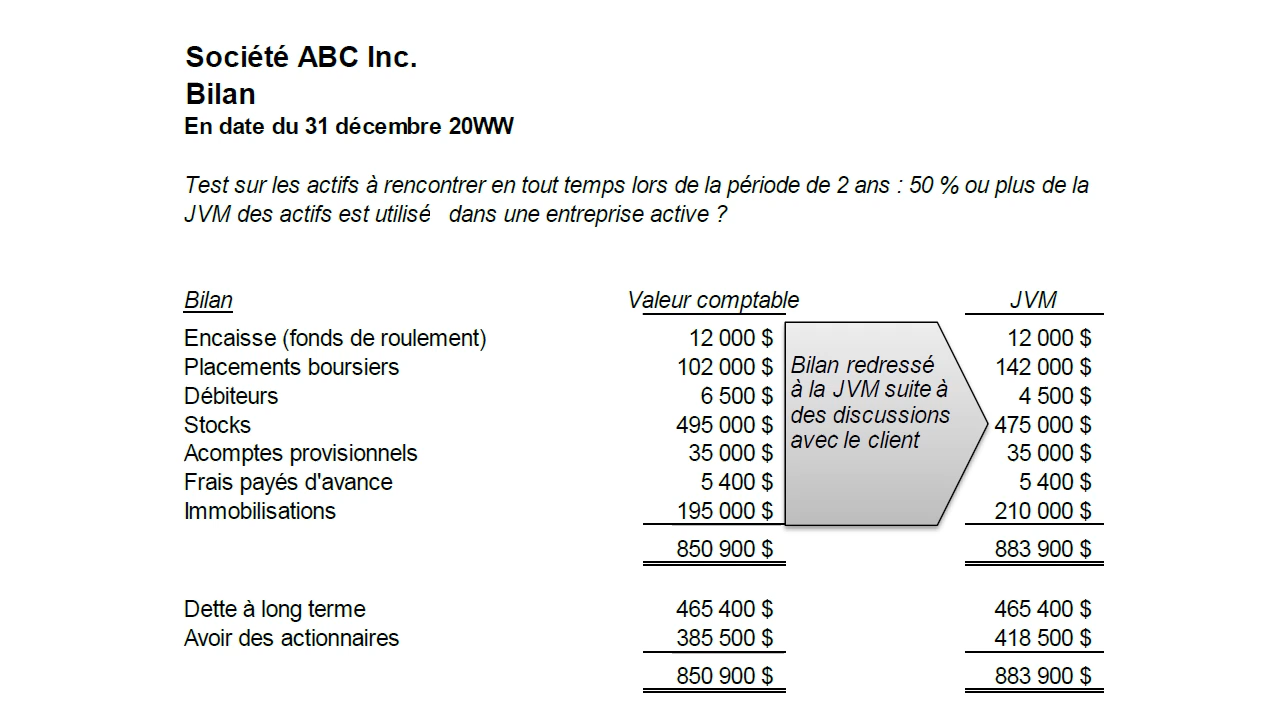 Société ABC Inc.
Bilan
En date du 31 décembre 20WW
Test sur les actifs à rencontrer en tout temps lors de la période de 2 ans : 50 % ou plus de la
JVM des actifs est utilisé dans une entreprise active ?
Bilan Valeur comptable JVM
Encaisse (fonds de roulement) 12 000 $ 12 000 $
Placements boursiers 102 000 $ 142 000 $
Débiteurs 6 500 $ 4 500 $
Stocks 495 000 $ 475 000 $
Acomptes provisionnels 35 000 $ 35 000 $
Frais payés d'avance 5 400 $ 5 400 $
Immobilisations 195 000 $ 210 000 $
850 900 $ 883 900 $
Bilan redressé
à la JVM suite à
des discussions
avec le client
Dette à long terme 465 400 $ 465 400 $
Avoir des actionnaires 385 500 $ 418 500 $
850 900 $ 883 900 $